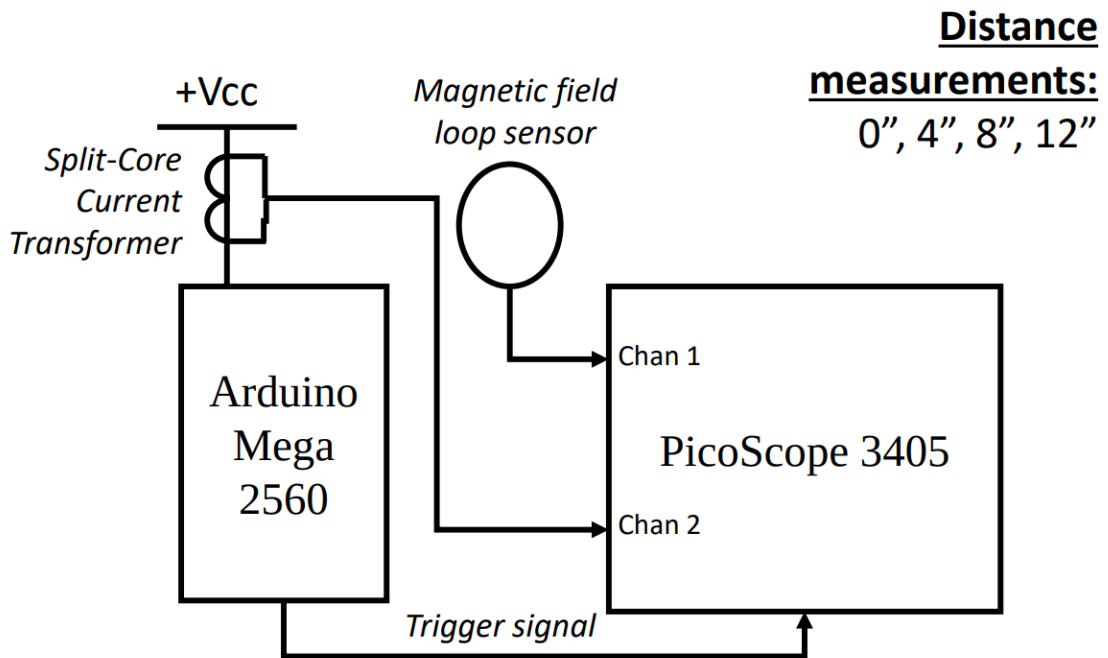 Distance
measurements:
0”, 4”, 8”, 12”
+Vcc
Magnetic field
loop sensor
Split-Core
Current
Transformer
Chan 1
Arduino
Mega
2560
PicoScope 3405
Chan 2
Trigger signal